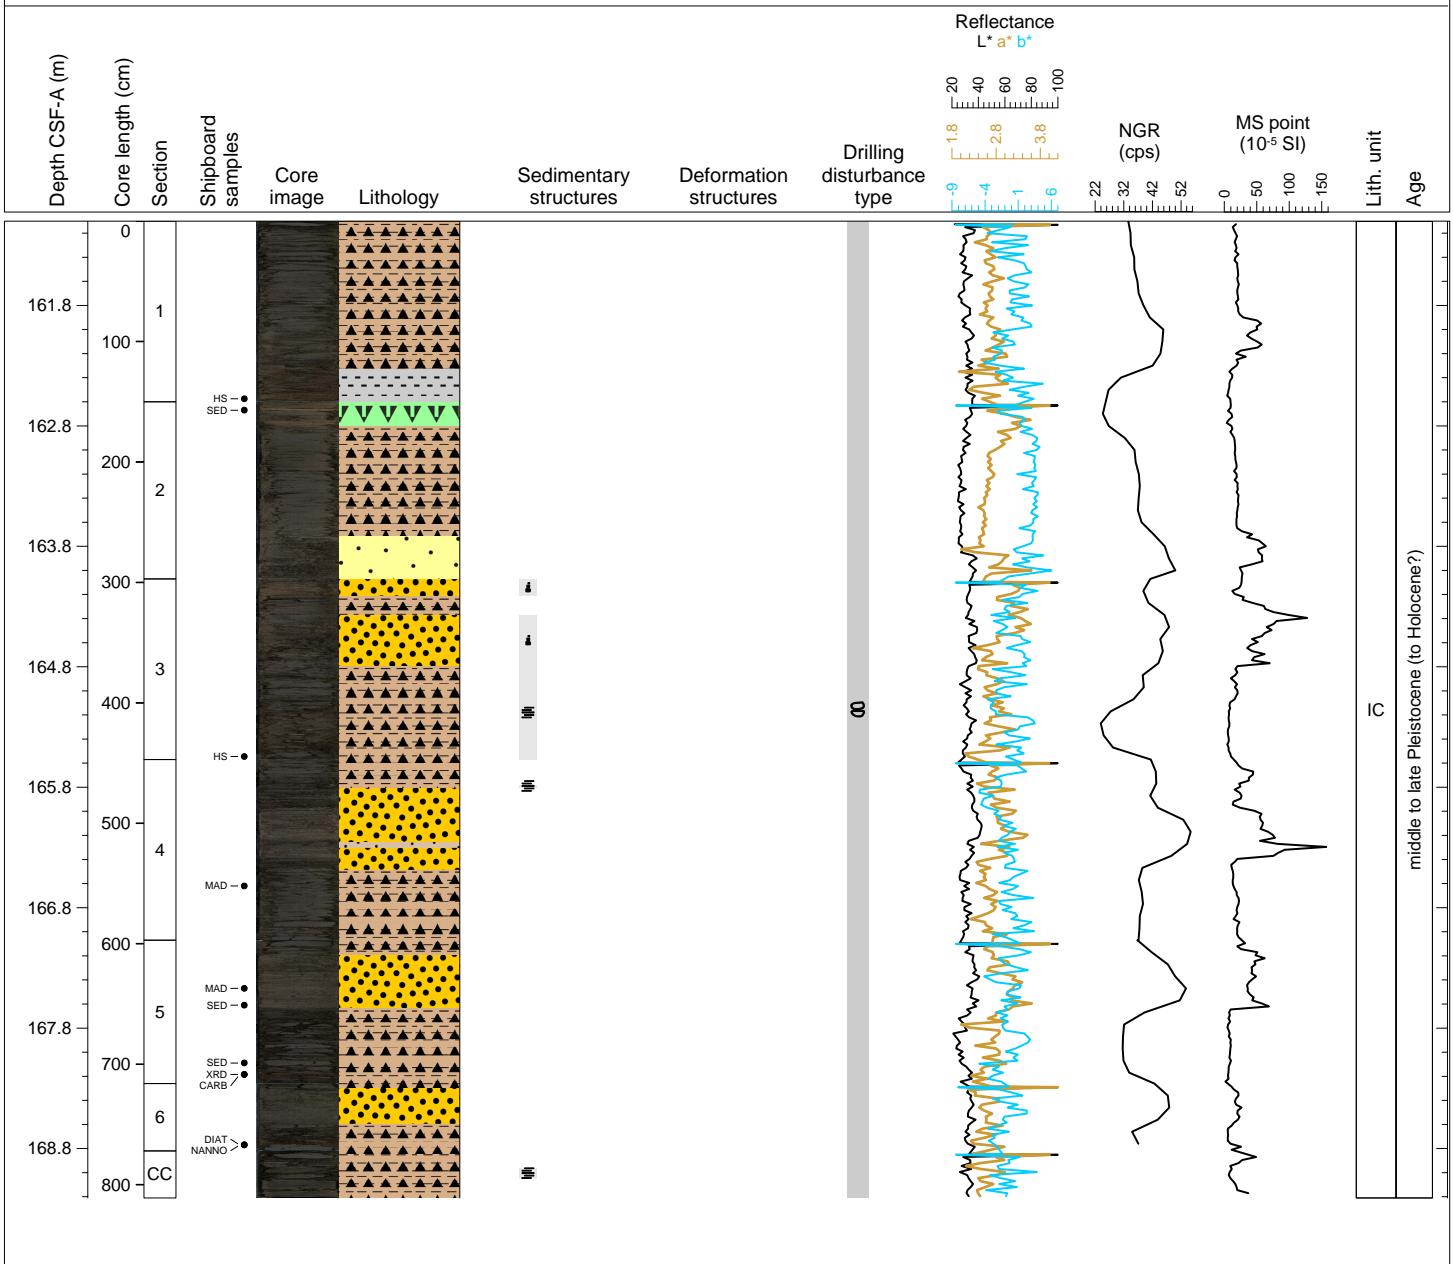 Depth CSF-A (m)
Core length (cm)
Section
Shipboard
samples
Core
image
Lithology
Sedimentary
structures
Deformation
structures
Drilling
disturbance
type
Reflectance
L* a* b*
20 40 60 80 100
1.8 2.8 3.8
-9 -4 1 6
NGR
(cps)
22 32 42 52
MS point
(10⁻⁵ SI)
0 50 100 150
Lith. unit
Age
161.8
162.8
163.8
164.8
165.8
166.8
167.8
168.8
0
100
200
300
400
500
600
700
800
1
2
3
4
5
6
CC
HS
SED
HS
MAD
MAD
SED
SED
XRD
CARB
DIAT
NANNO
IC
middle to late Pleistocene (to Holocene?)